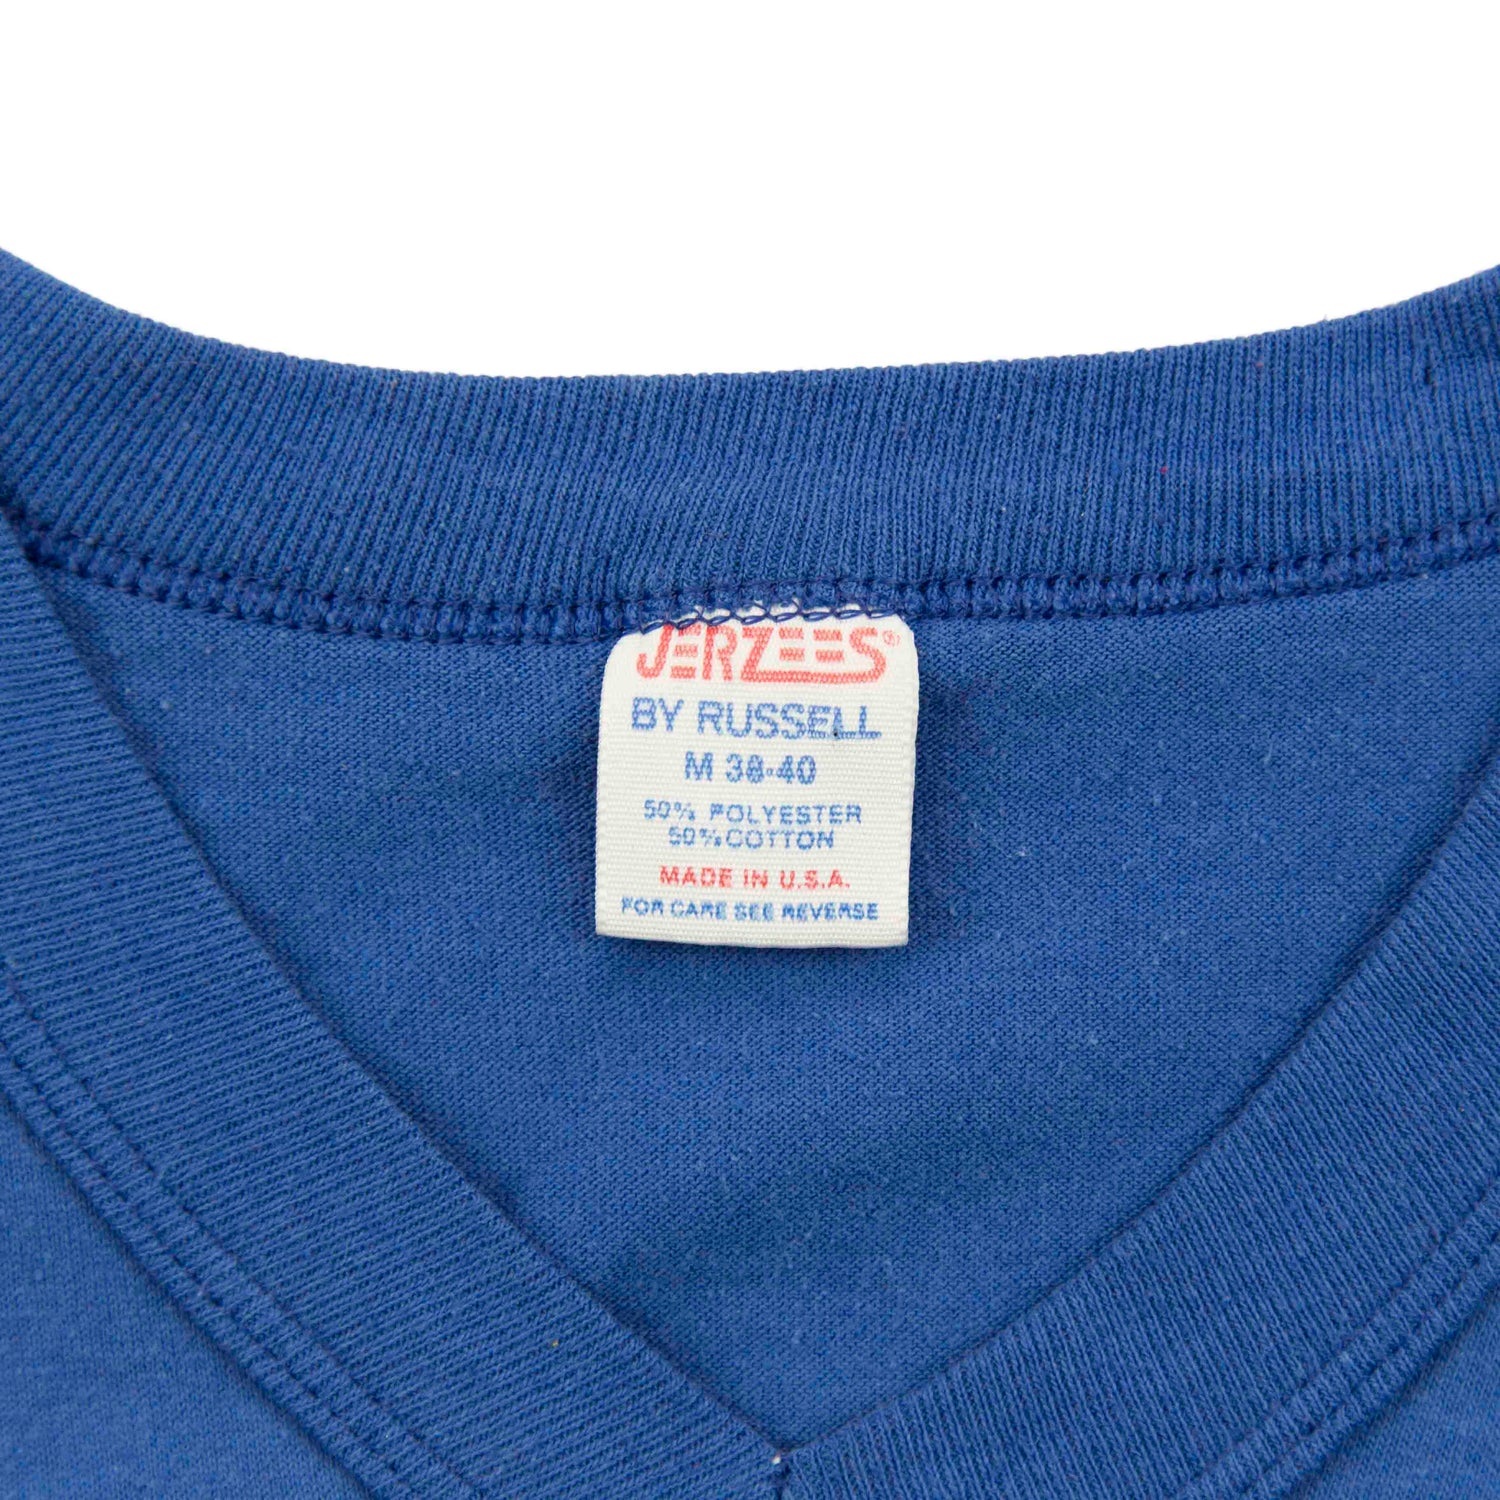 JERZEES®
BY RUSSELL
M 38-40
50% POLYESTER
50% COTTON
MADE IN U.S.A.
FOR CARE SEE REVERSE